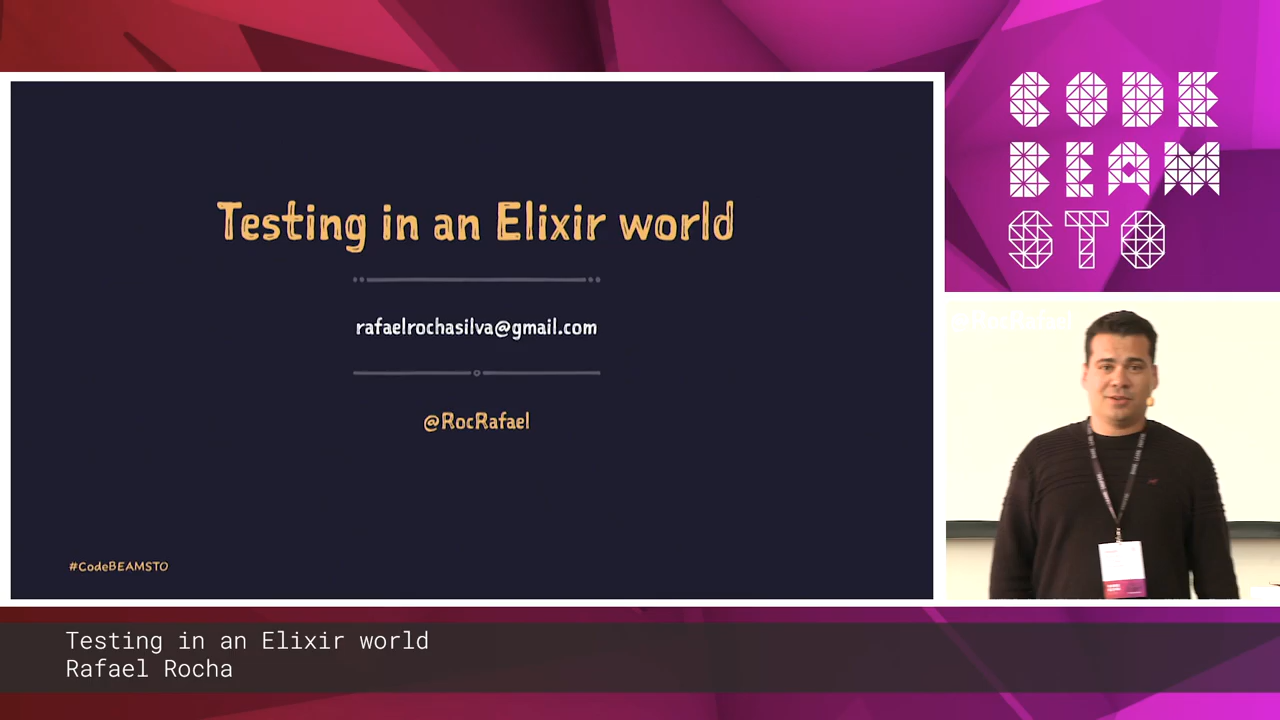 Testing in an Elixir world
rafaelrochasilva@gmail.com
@RocRafael
#CodeBEAMSTO
CODE
BEAM
STO
@RocRafael
Testing in an Elixir world
Rafael Rocha